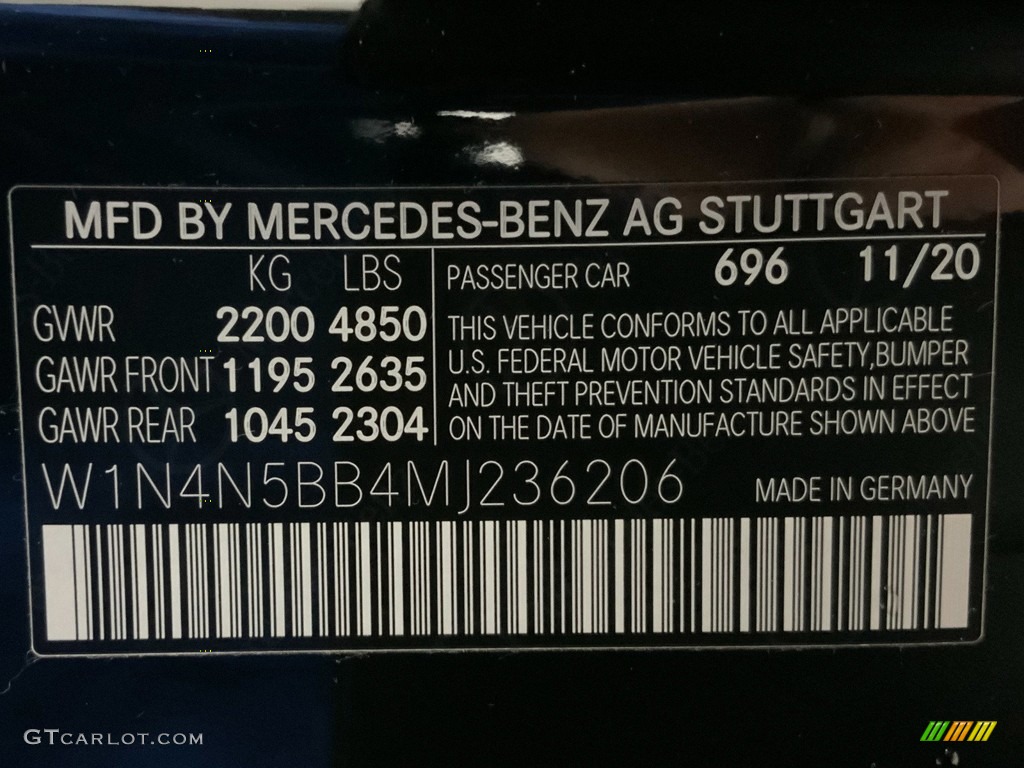 MFD BY MERCEDES-BENZ AG STUTTGART
KG LBS
GVWR 2200 4850
GAWR FRONT 1195 2635
GAWR REAR 1045 2304
PASSENGER CAR 696 11/20
THIS VEHICLE CONFORMS TO ALL APPLICABLE
U.S. FEDERAL MOTOR VEHICLE SAFETY,BUMPER
AND THEFT PREVENTION STANDARDS IN EFFECT
ON THE DATE OF MANUFACTURE SHOWN ABOVE
W1N4N5BB4MJ236206 MADE IN GERMANY
GTCARLOT.COM